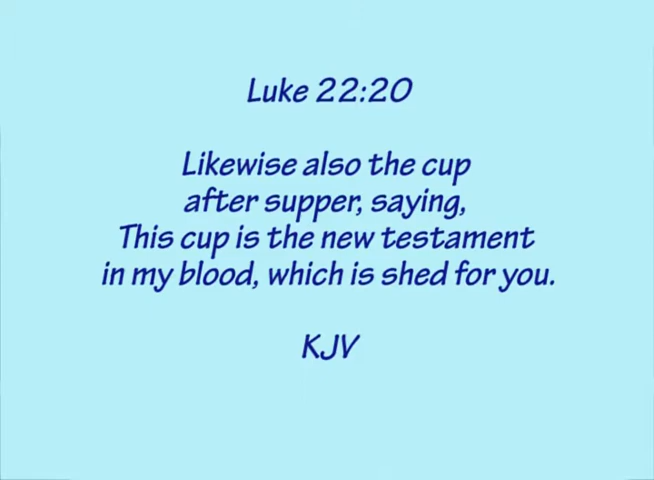 Luke 22:20
Likewise also the cup
after supper, saying,
This cup is the new testament
in my blood, which is shed for you.
KJV